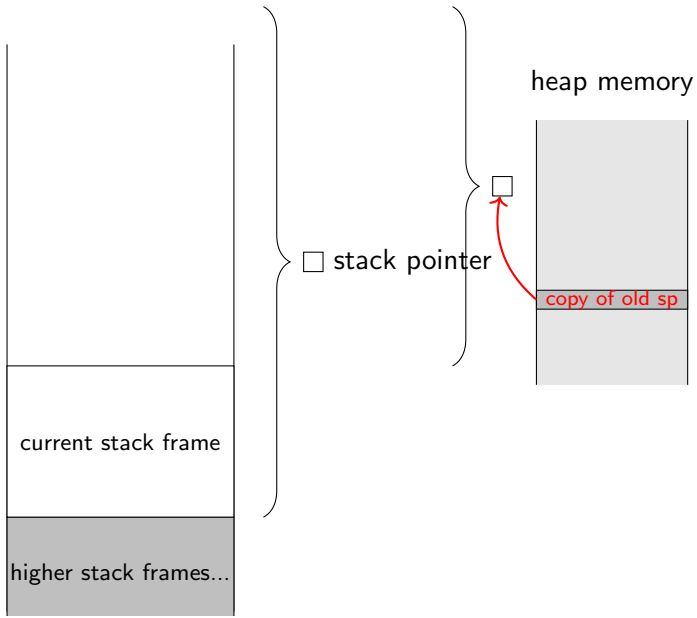 heap memory
stack pointer
copy of old sp
current stack frame
higher stack frames...